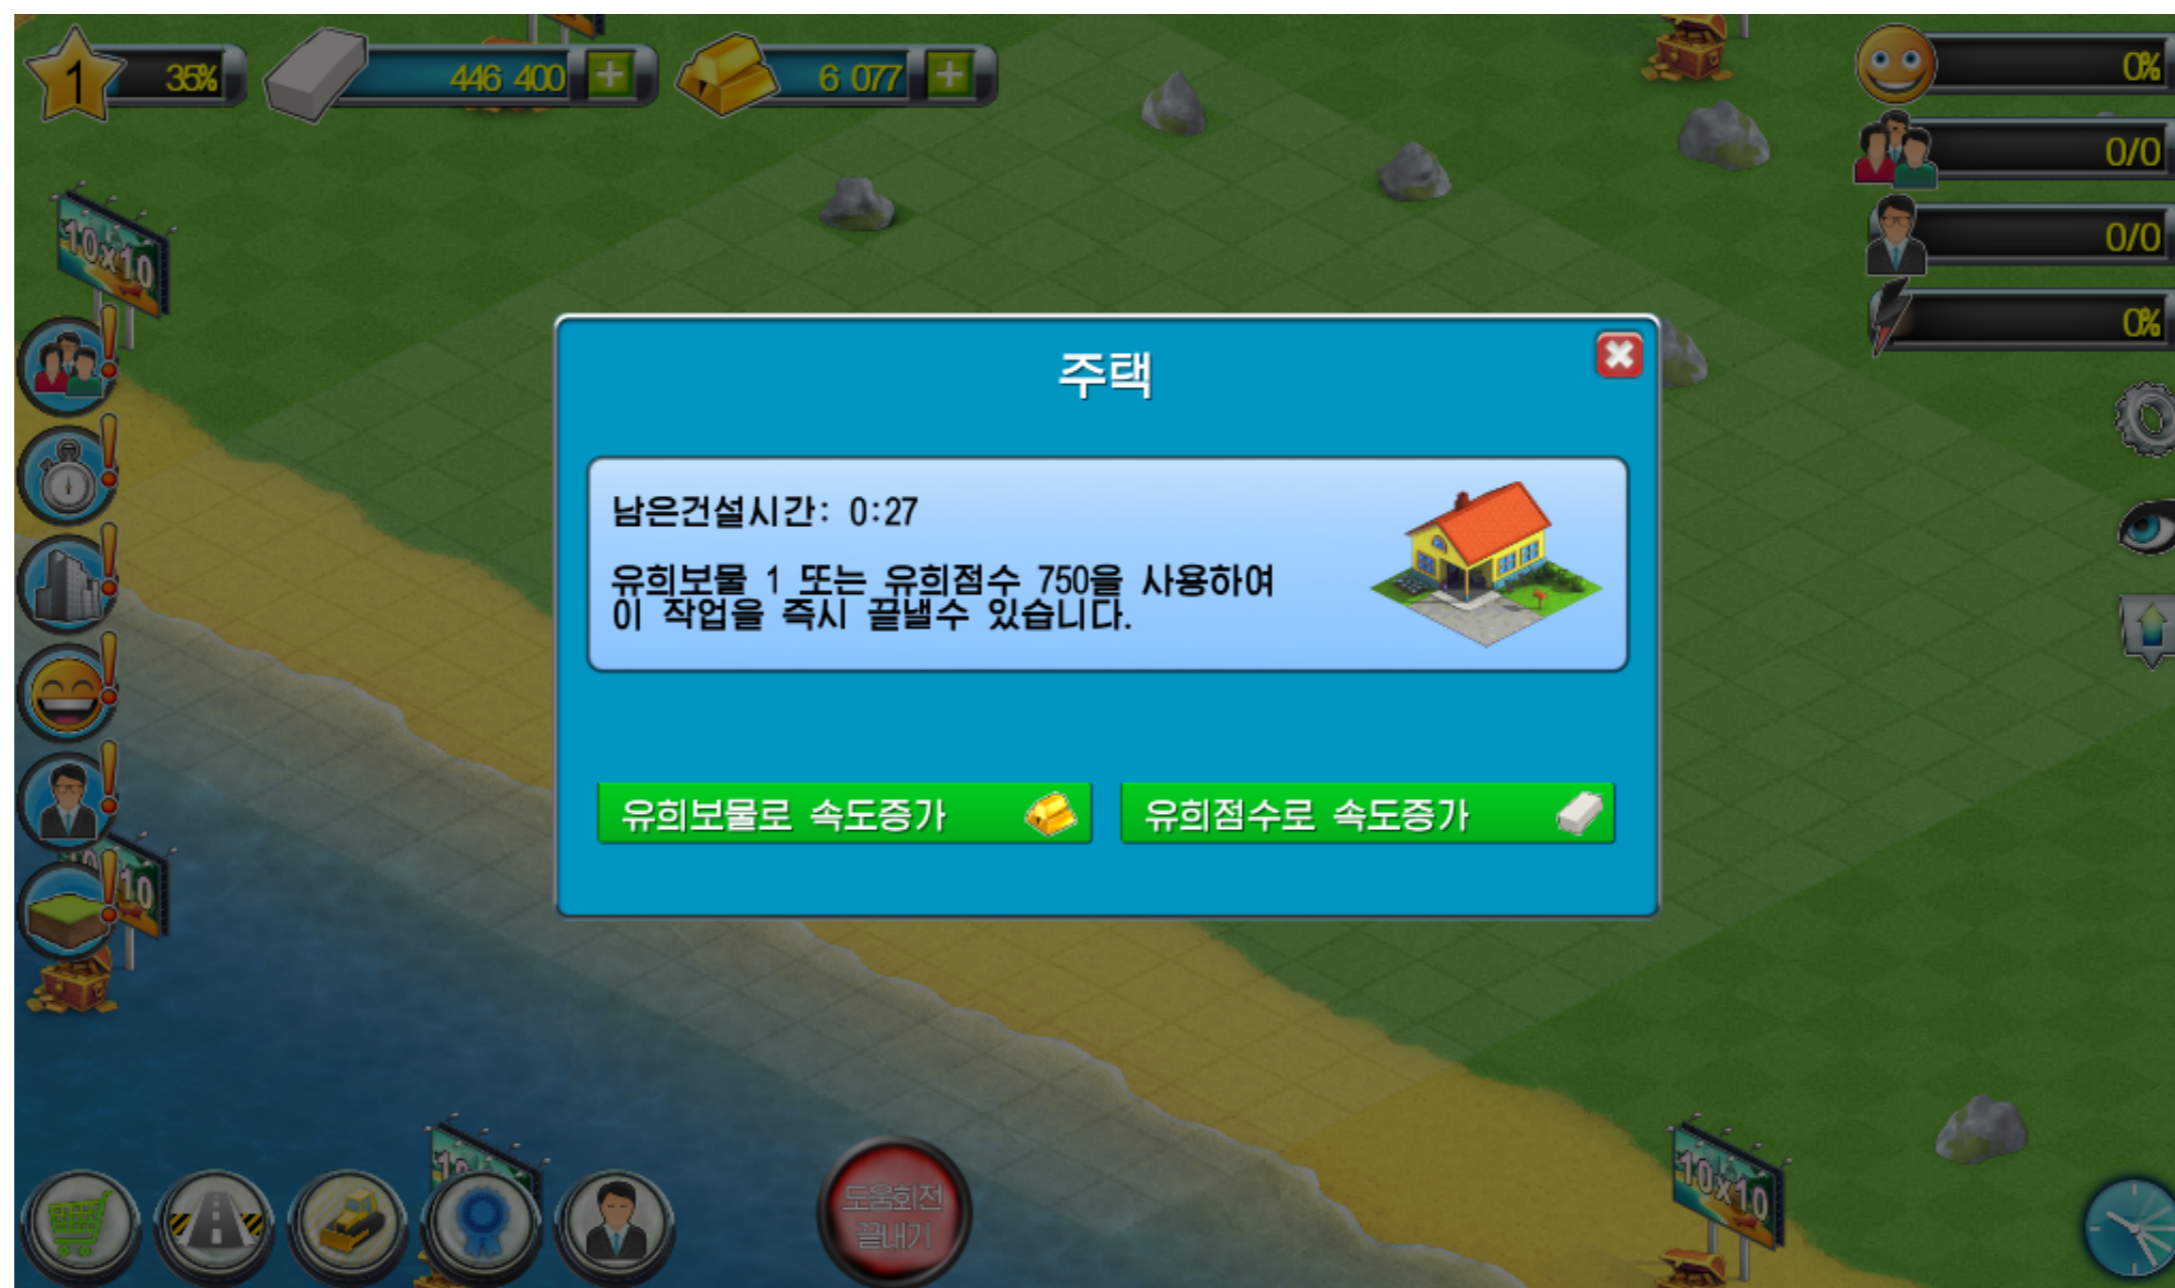 1
35%
446 400
6 077
0%
0/0
0/0
0%
10x10
주택
남은건설시간: 0:27
유희보물 1 또는 유희점수 750을 사용하여
이 작업을 즉시 끝낼수 있습니다.
유희보물로 속도증가
유희점수로 속도증가
10
10
도움회전
끝내기
10x10